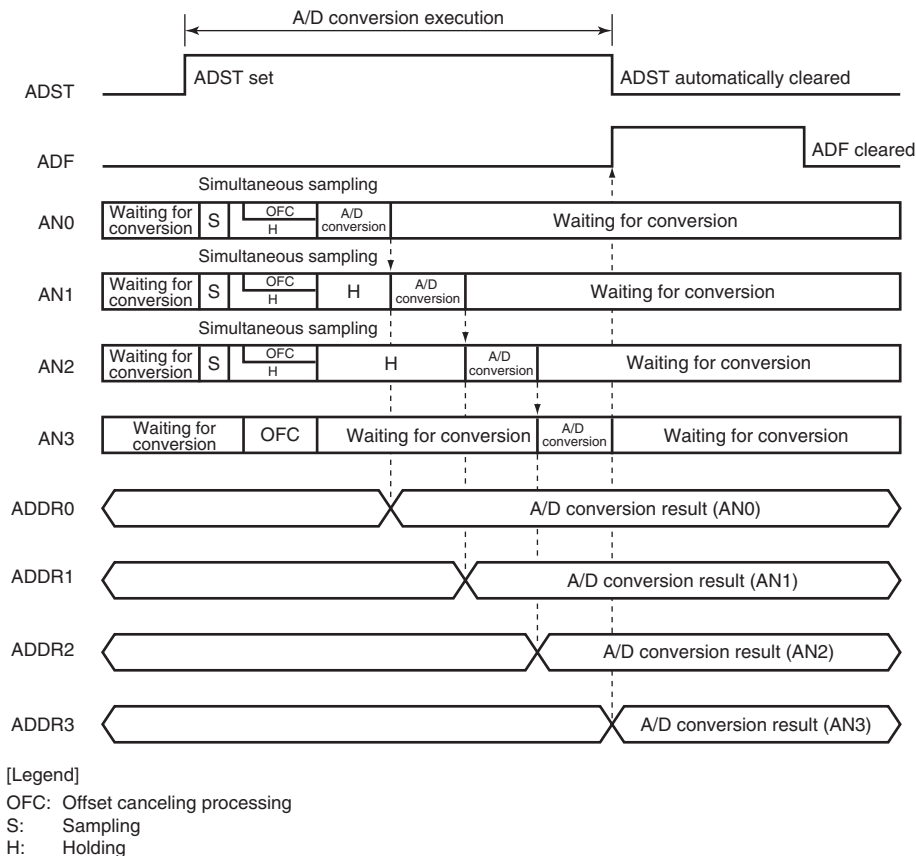 A/D conversion execution
ADST
ADST set
ADST automatically cleared
ADF
ADF cleared
Simultaneous sampling
AN0
Waiting for
conversion
S
OFC
H
A/D
conversion
Waiting for conversion
Simultaneous sampling
AN1
Waiting for
conversion
S
OFC
H
H
A/D
conversion
Waiting for conversion
Simultaneous sampling
AN2
Waiting for
conversion
S
OFC
H
H
A/D
conversion
Waiting for conversion
AN3
Waiting for
conversion
OFC
Waiting for conversion
A/D
conversion
Waiting for conversion
ADDR0
A/D conversion result (AN0)
ADDR1
A/D conversion result (AN1)
ADDR2
A/D conversion result (AN2)
ADDR3
A/D conversion result (AN3)
[Legend]
OFC: Offset canceling processing
S: Sampling
H: Holding